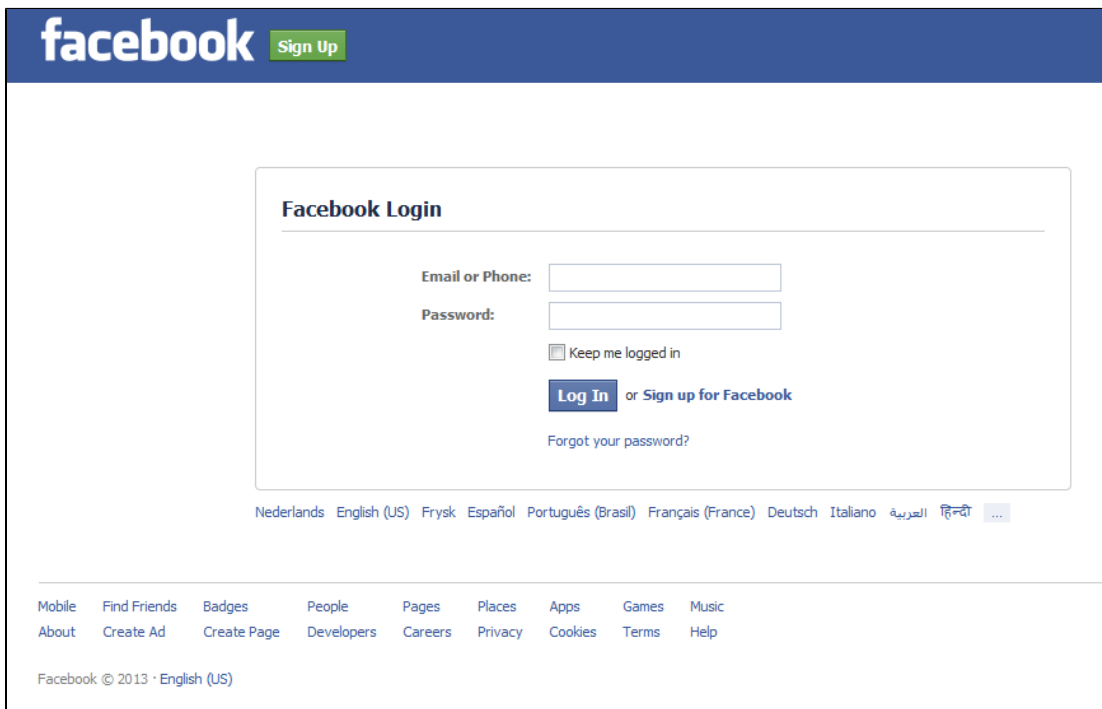 facebook Sign Up
Facebook Login
Email or Phone:
Password:
Keep me logged in
Log In or Sign up for Facebook
Forgot your password?
Nederlands English (US) Frysk Español Português (Brasil) Français (France) Deutsch Italiano العربية हिन्दी ...
Mobile Find Friends Badges People Pages Places Apps Games Music
About Create Ad Create Page Developers Careers Privacy Cookies Terms Help
Facebook © 2013 · English (US)